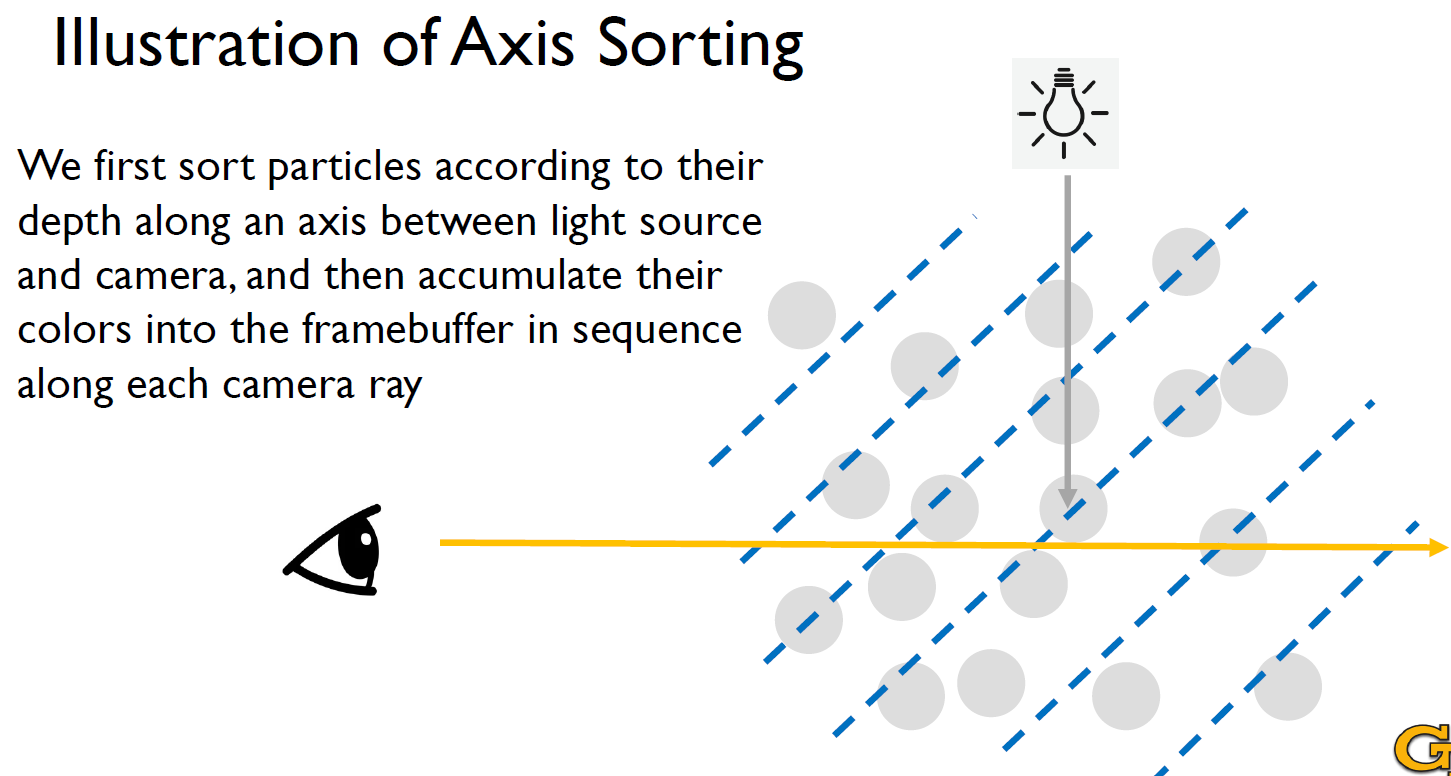 Illustration of Axis Sorting
We first sort particles according to their
depth along an axis between light source
and camera, and then accumulate their
colors into the framebuffer in sequence
along each camera ray